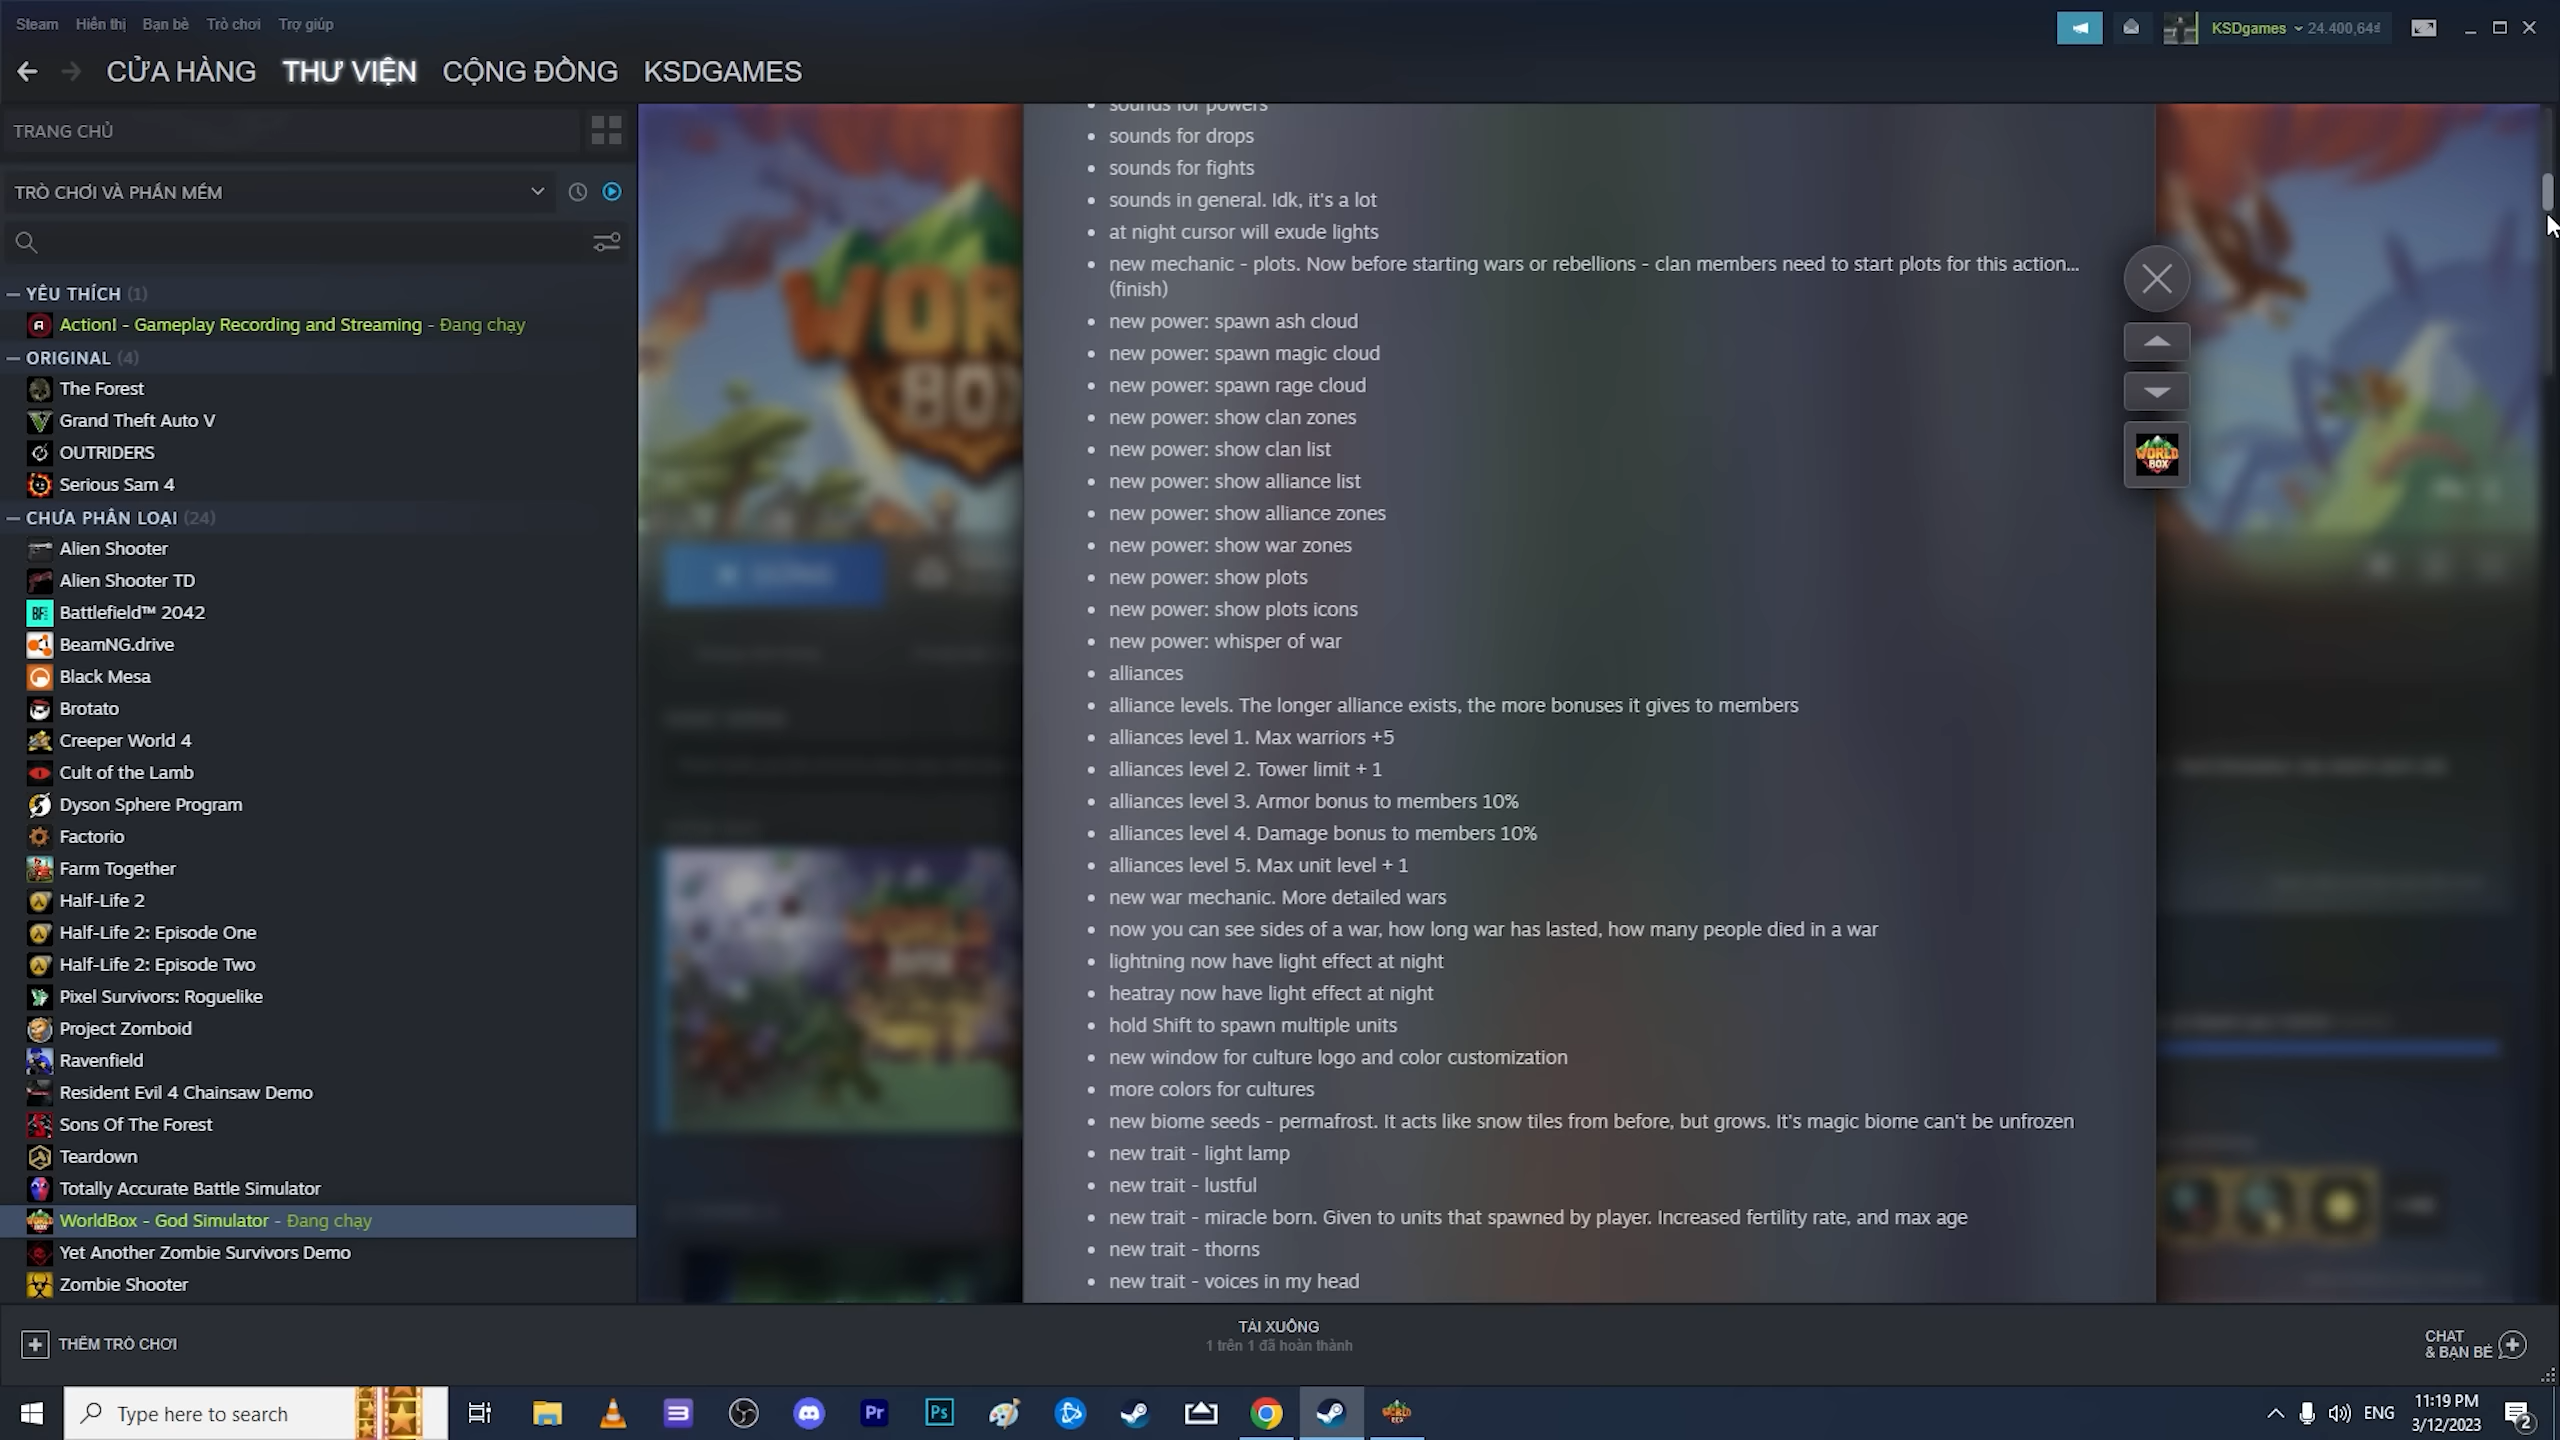 Steam Hiển thị Bạn bè Trò chơi Trợ giúp
KSDgames 24.400,64₫
CỬA HÀNG THƯ VIỆN CỘNG ĐỒNG KSDGAMES
TRANG CHỦ
TRÒ CHƠI VÀ PHẦN MỀM
YÊU THÍCH (1)
Action! - Gameplay Recording and Streaming - Đang chạy
ORIGINAL (4)
The Forest
Grand Theft Auto V
OUTRIDERS
Serious Sam 4
CHƯA PHÂN LOẠI (24)
Alien Shooter
Alien Shooter TD
Battlefield™ 2042
BeamNG.drive
Black Mesa
Brotato
Creeper World 4
Cult of the Lamb
Dyson Sphere Program
Factorio
Farm Together
Half-Life 2
Half-Life 2: Episode One
Half-Life 2: Episode Two
Pixel Survivors: Roguelike
Project Zomboid
Ravenfield
Resident Evil 4 Chainsaw Demo
Sons Of The Forest
Teardown
Totally Accurate Battle Simulator
WorldBox - God Simulator - Đang chạy
Yet Another Zombie Survivors Demo
Zombie Shooter
WORLD
BOX
sounds for powers
sounds for drops
sounds for fights
sounds in general. Idk, it's a lot
at night cursor will exude lights
new mechanic - plots. Now before starting wars or rebellions - clan members need to start plots for this action...
(finish)
new power: spawn ash cloud
new power: spawn magic cloud
new power: spawn rage cloud
new power: show clan zones
new power: show clan list
new power: show alliance list
new power: show alliance zones
new power: show war zones
new power: show plots
new power: show plots icons
new power: whisper of war
alliances
alliance levels. The longer alliance exists, the more bonuses it gives to members
alliances level 1. Max warriors +5
alliances level 2. Tower limit + 1
alliances level 3. Armor bonus to members 10%
alliances level 4. Damage bonus to members 10%
alliances level 5. Max unit level + 1
new war mechanic. More detailed wars
now you can see sides of a war, how long war has lasted, how many people died in a war
lightning now have light effect at night
heatray now have light effect at night
hold Shift to spawn multiple units
new window for culture logo and color customization
more colors for cultures
new biome seeds - permafrost. It acts like snow tiles from before, but grows. It's magic biome can't be unfrozen
new trait - light lamp
new trait - lustful
new trait - miracle born. Given to units that spawned by player. Increased fertility rate, and max age
new trait - thorns
new trait - voices in my head
THÊM TRÒ CHƠI
TẢI XUỐNG
1 trên 1 đã hoàn thành
CHAT
& BẠN BÈ
Type here to search
Pr
Ps
ENG
11:19 PM
3/12/2023
2